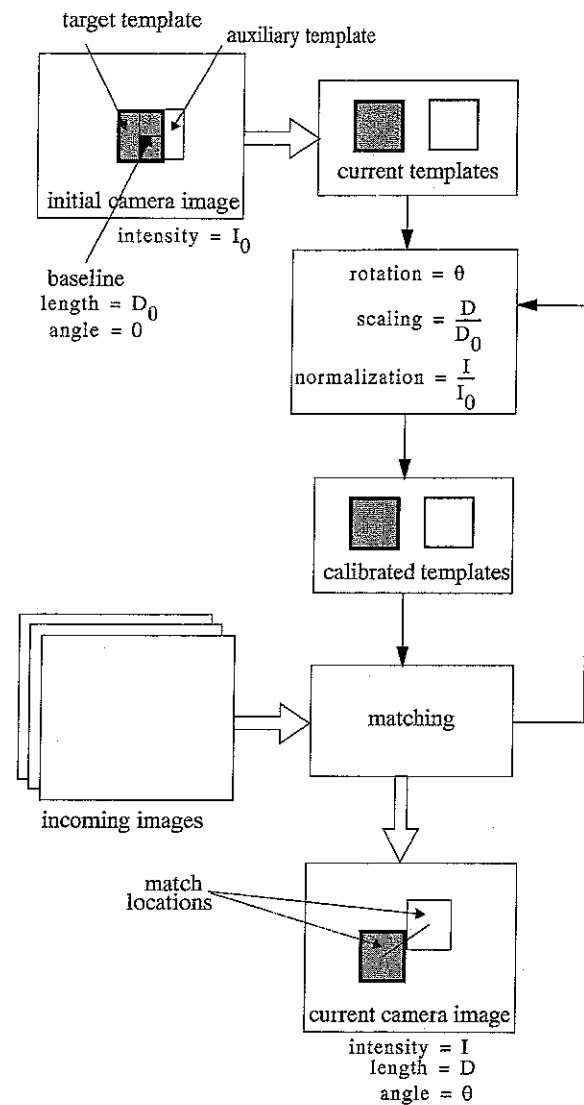 target template
auxiliary template
initial camera image
intensity = I0
baseline
length = D0
angle = 0
current templates
rotation = θ
scaling = D/D0
normalization = I/I0
calibrated templates
incoming images
matching
match
locations
current camera image
intensity = I
length = D
angle = θ